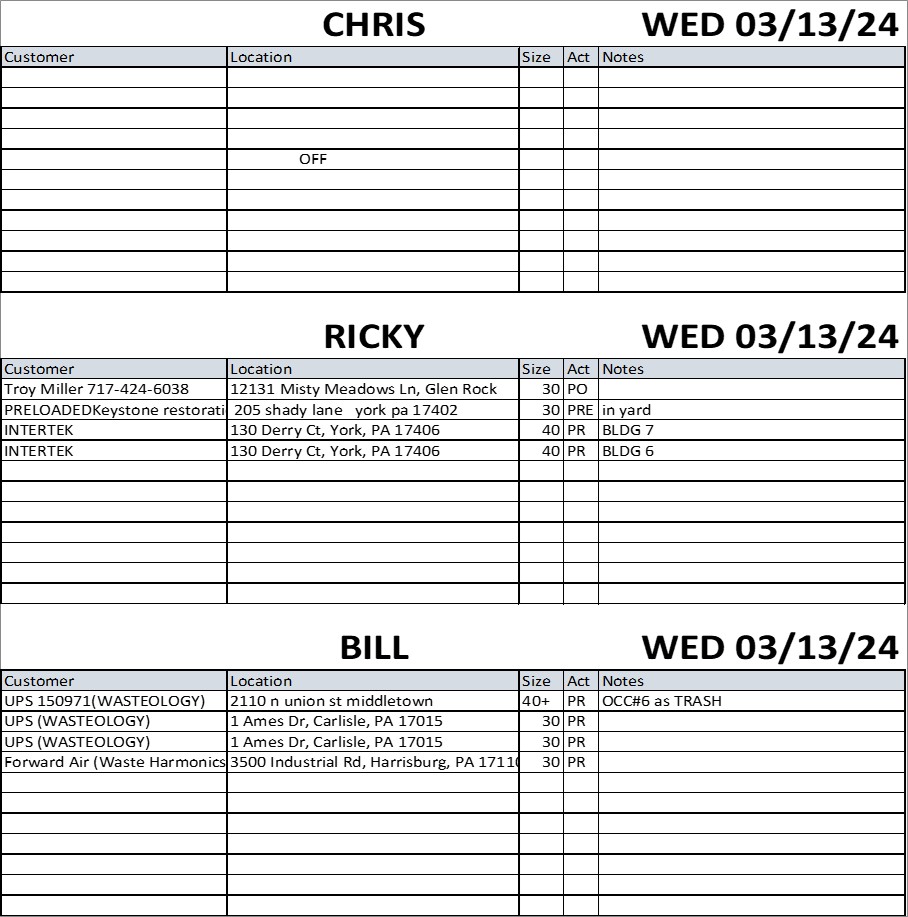 CHRIS WED 03/13/24
Customer Location Size Act Notes
OFF
RICKY WED 03/13/24
Customer Location Size Act Notes
Troy Miller 717-424-6038 12131 Misty Meadows Ln, Glen Rock 30 PO
PRELOADEDKeystone restorati 205 shady lane york pa 17402 30 PRE in yard
INTERTEK 130 Derry Ct, York, PA 17406 40 PR BLDG 7
INTERTEK 130 Derry Ct, York, PA 17406 40 PR BLDG 6
BILL WED 03/13/24
Customer Location Size Act Notes
UPS 150971(WASTEOLOGY) 2110 n union st middletown 40+ PR OCC#6 as TRASH
UPS (WASTEOLOGY) 1 Ames Dr, Carlisle, PA 17015 30 PR
UPS (WASTEOLOGY) 1 Ames Dr, Carlisle, PA 17015 30 PR
Forward Air (Waste Harmonics 3500 Industrial Rd, Harrisburg, PA 17110 30 PR